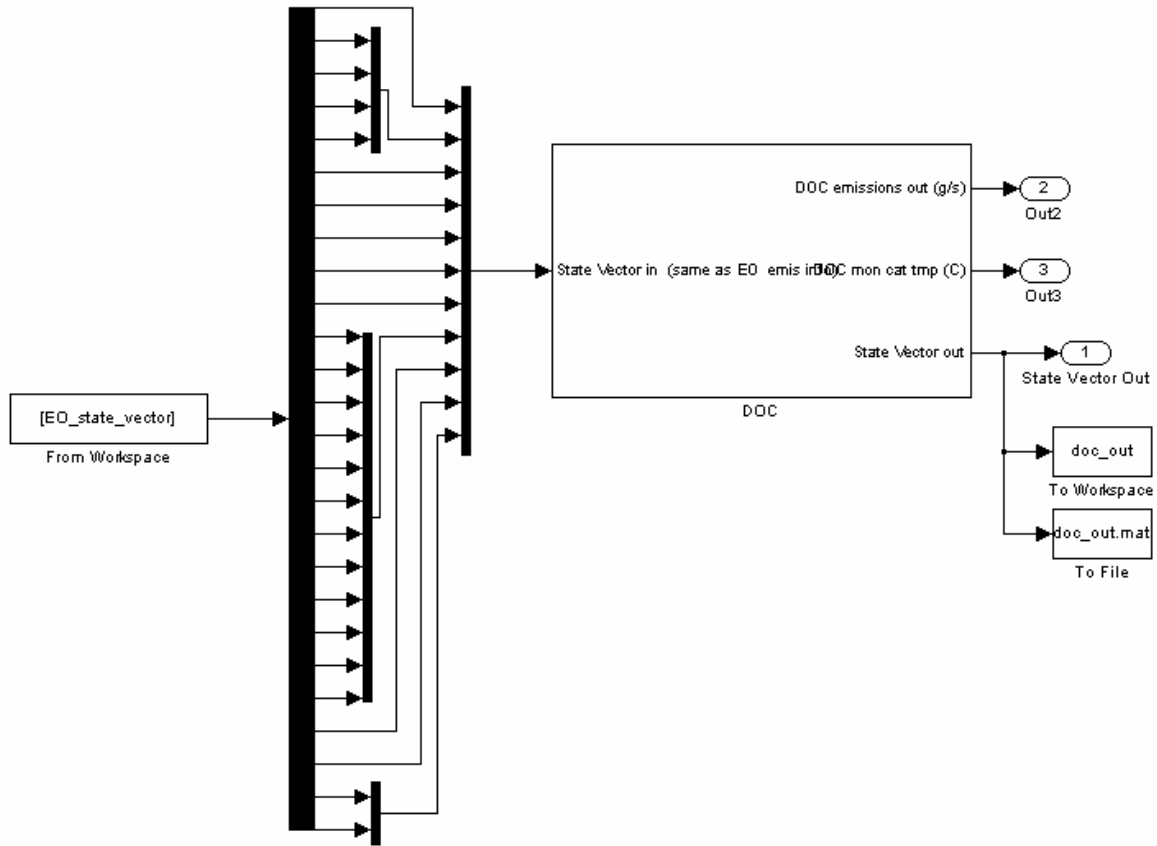 [EO_state_vector]
From Workspace
State Vector in (same as EO emis info)
DOC emissions out (g/s)
DOC mon cat tmp (C)
State Vector out
DOC
2
Out2
3
Out3
1
State Vector Out
doc_out
To Workspace
doc_out.mat
To File